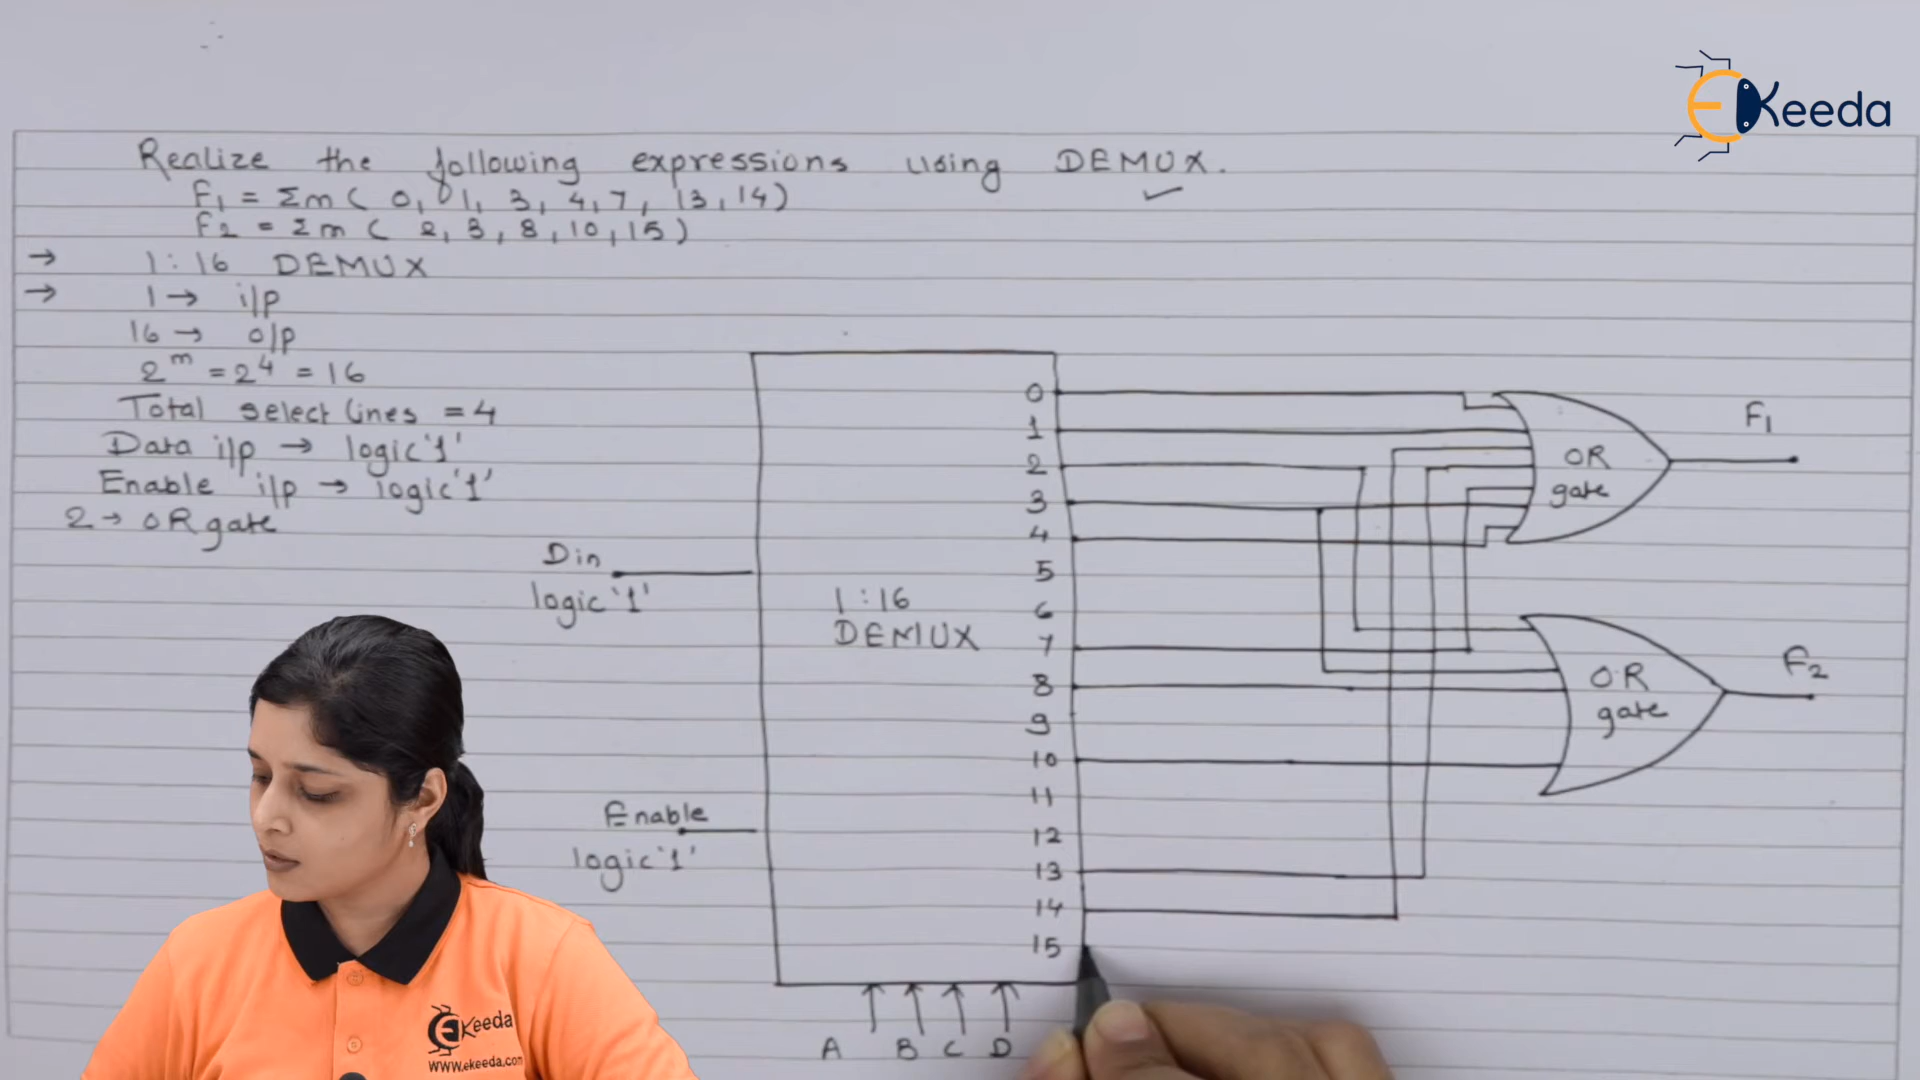 EKeeda
Realize the following expressions using DEMUX.
F1 = Σm ( 0, 1, 3, 4, 7, 13, 14)
F2 = Σm ( 2, 3, 8, 10, 15)
→ 1 : 16 DEMUX
→ 1 → i/p
16 → o/p
2^m = 2^4 = 16
Total select lines = 4
Data i/p → logic '1'
Enable i/p → logic '1'
2 → OR gate
Din
logic '1'
Enable
logic '1'
1 : 16
DEMUX
0
1
2
3
4
5
6
7
8
9
10
11
12
13
14
15
A B C D
OR
gate
F1
OR
gate
F2
EKeeda
www.ekeeda.com